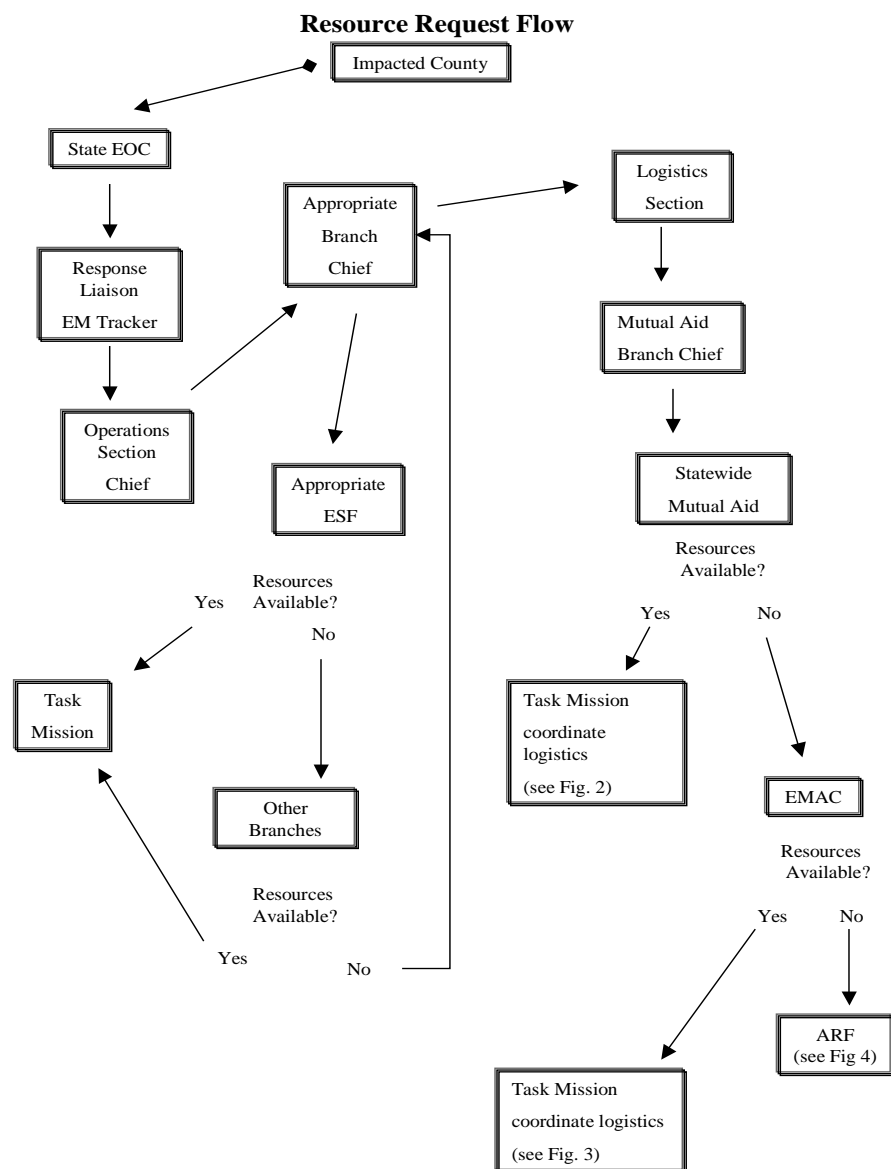 Resource Request Flow
Impacted County
State EOC
Response
Liaison
EM Tracker
Operations
Section
Chief
Appropriate
Branch
Chief
Appropriate
ESF
Resources
Available?
Yes
No
Task
Mission
Other
Branches
Resources
Available?
Yes
No
Logistics
Section
Mutual Aid
Branch Chief
Statewide
Mutual Aid
Resources
Available?
Yes
No
Task Mission
coordinate
logistics
(see Fig. 2)
EMAC
Resources
Available?
Yes
No
ARF
(see Fig 4)
Task Mission
coordinate logistics
(see Fig. 3)